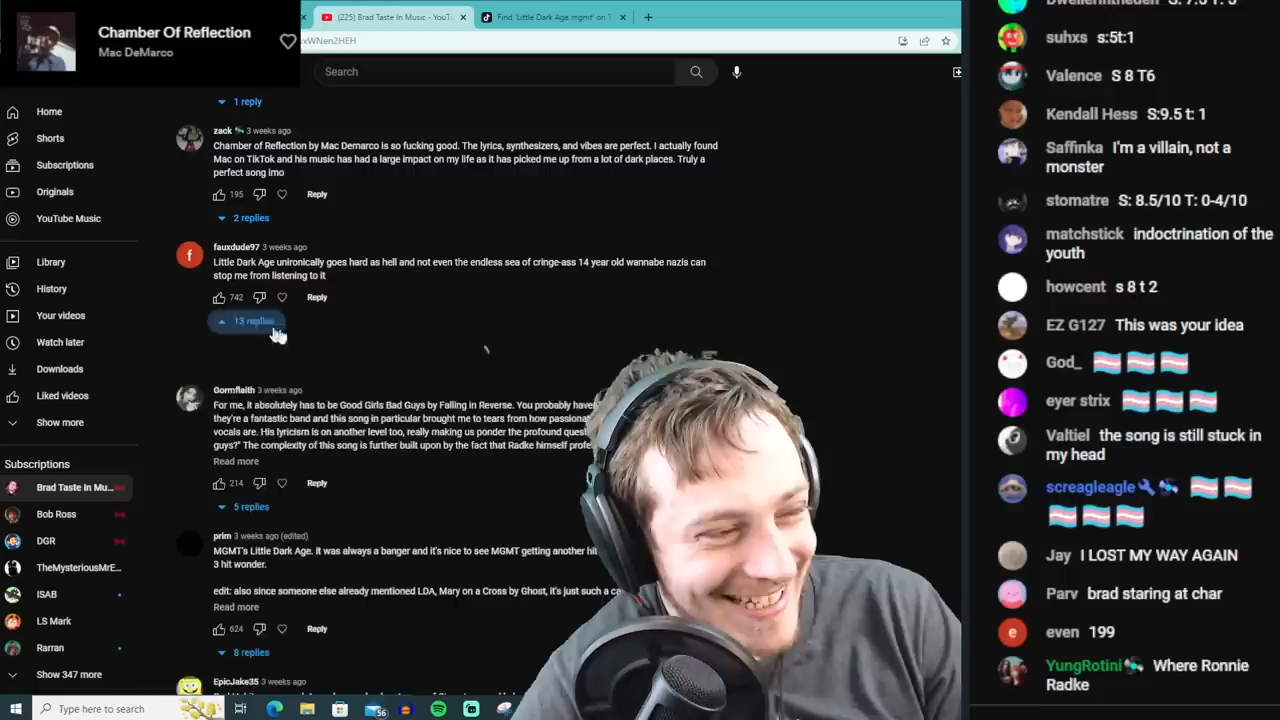 Chamber Of Reflection
Mac DeMarco
(225) Brad Taste In Music - YouT
Find 'Little Dark Age mgmt' on T
xWNen2HEH
Search
Home
Shorts
Subscriptions
Originals
YouTube Music
Library
History
Your videos
Watch later
Downloads
Liked videos
Show more
Subscriptions
Brad Taste In Mu...
Bob Ross
DGR
TheMysteriousMrE...
ISAB
LS Mark
Rarran
Show 347 more
1 reply
zack 3 weeks ago
Chamber of Reflection by Mac Demarco is so fucking good. The lyrics, synthesizers, and vibes are perfect. I actually found
Mac on TikTok and his music has had a large impact on my life as it has picked me up from a lot of dark places. Truly a
perfect song imo
195 Reply
2 replies
fauxdude97 3 weeks ago
Little Dark Age unironically goes hard as hell and not even the endless sea of cringe-ass 14 year old wannabe nazis can
stop me from listening to it
742 Reply
13 replies
Gormflaith 3 weeks ago
For me, it absolutely has to be Good Girls Bad Guys by Falling in Reverse. You probably have
they're a fantastic band and this song in particular brought me to tears from how passionat
vocals are. His lyricism is on another level too, really making us ponder the profound quest
guys?" The complexity of this song is further built upon by the fact that Radke himself profe
Read more
214 Reply
5 replies
prim 3 weeks ago (edited)
MGMT's Little Dark Age. it was always a banger and it's nice to see MGMT getting another hit
3 hit wonder.
edit: also since someone else already mentioned LDA, Mary on a Cross by Ghost, it's just such a ca
Read more
624 Reply
8 replies
EpicJake35 3 weeks ago
Type here to search
56
suhxs s:5t:1
Valence S 8 T6
Kendall Hess S:9.5 t: 1
Saffinka I'm a villain, not a
monster
stomatre S: 8.5/10 T: 0-4/10
matchstick indoctrination of the
youth
howcent s 8 t 2
EZ G127 This was your idea
God_
eyer strix
Valtiel the song is still stuck in
my head
screagleagle
Jay I LOST MY WAY AGAIN
Parv brad staring at char
even 199
YungRotini Where Ronnie
Radke